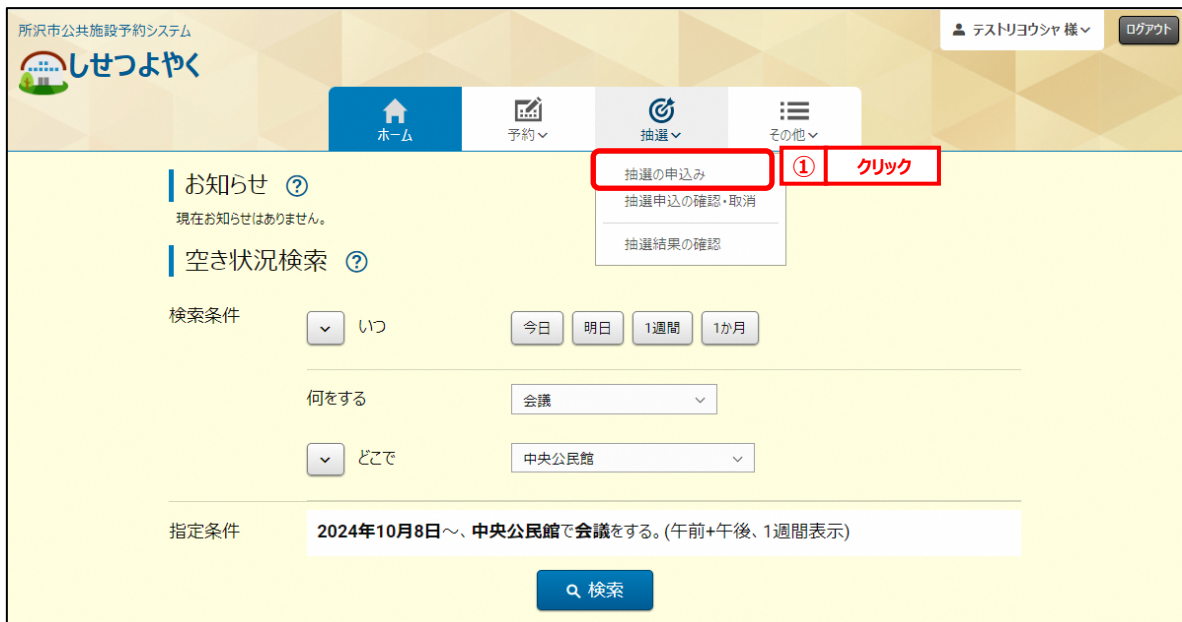 所沢市公共施設予約システム
しせつよやく
テストリヨウシャ 様
ログアウト
ホーム
予約
抽選
その他
抽選の申込み
抽選申込の確認・取消
抽選結果の確認
① クリック
お知らせ ?
現在お知らせはありません。
空き状況検索 ?
検索条件
いつ 今日 明日 1週間 1か月
何をする 会議
どこで 中央公民館
指定条件 2024年10月8日～、中央公民館で会議をする。(午前+午後、1週間表示)
検索